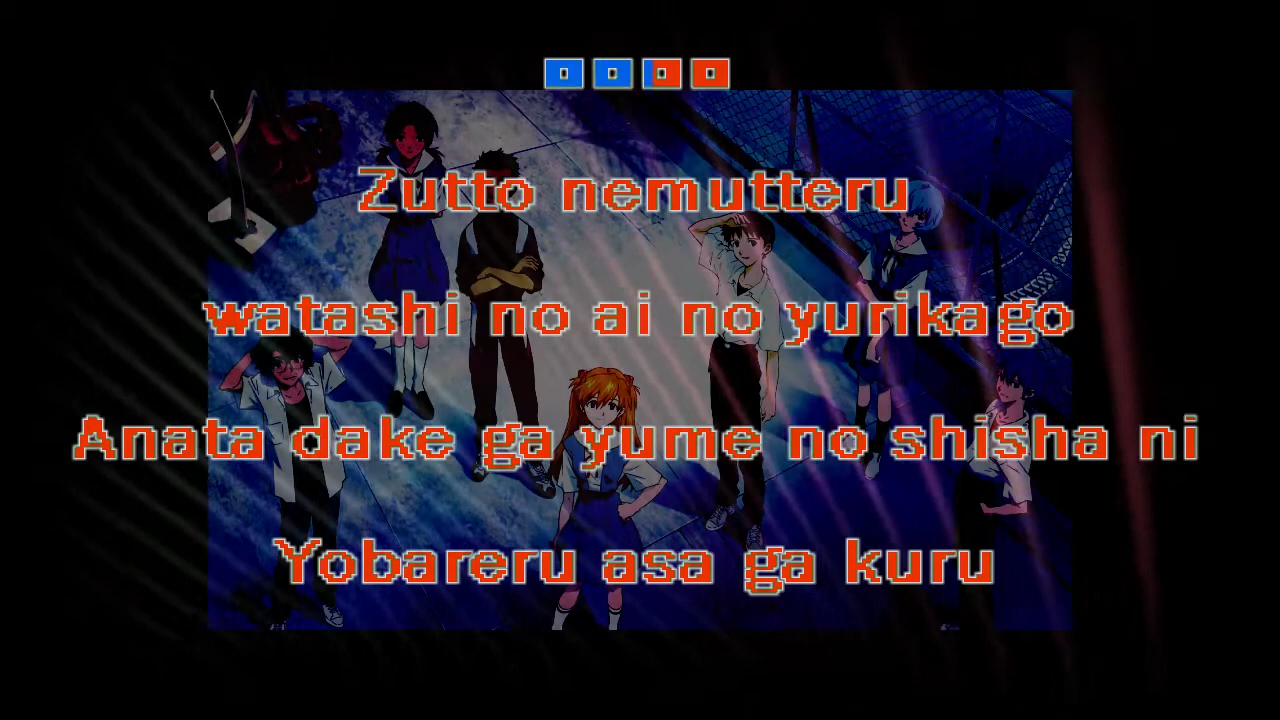 Zutto nemutteru
watashi no ai no yurikago
Anata dake ga yume no shisha ni
Yobareru asa ga kuru